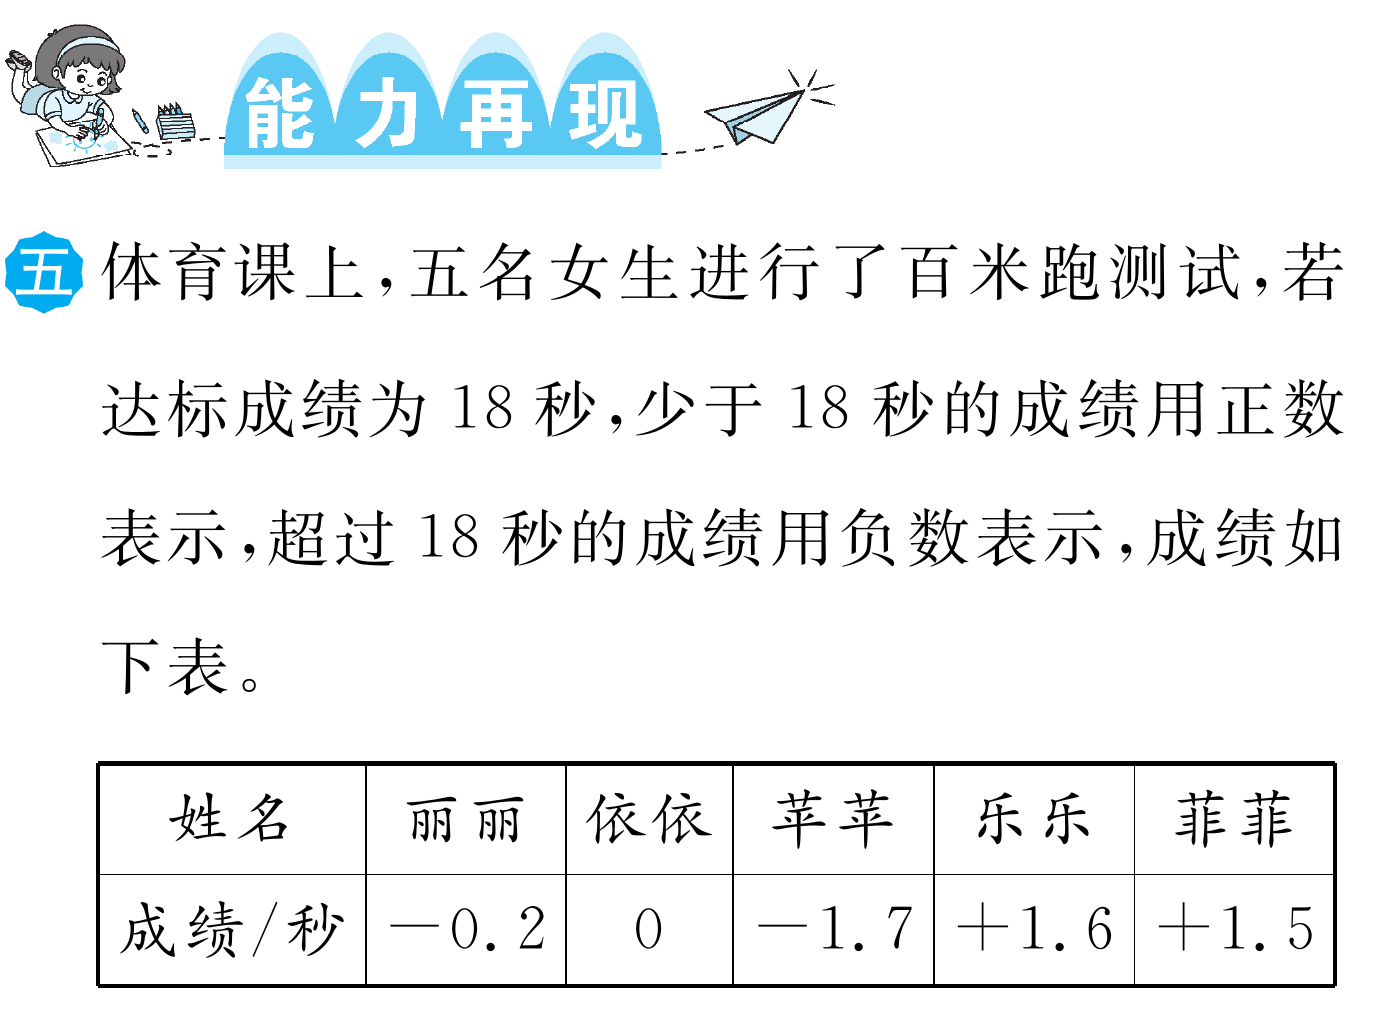 能力再现
五 体育课上,五名女生进行了百米跑测试,若
达标成绩为 18 秒,少于 18 秒的成绩用正数
表示,超过 18 秒的成绩用负数表示,成绩如
下表。
姓名 丽丽 依依 苹苹 乐乐 菲菲
成绩/秒 －0.2 0 －1.7 ＋1.6 ＋1.5